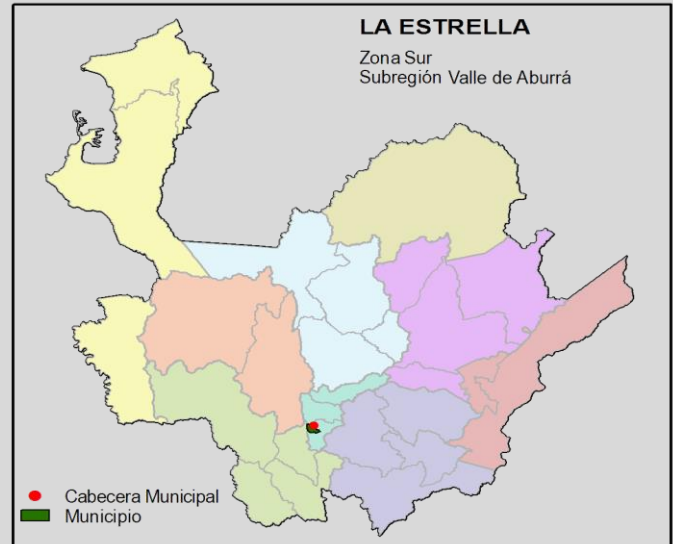 LA ESTRELLA
Zona Sur
Subregión Valle de Aburrá
Cabecera Municipal
Municipio